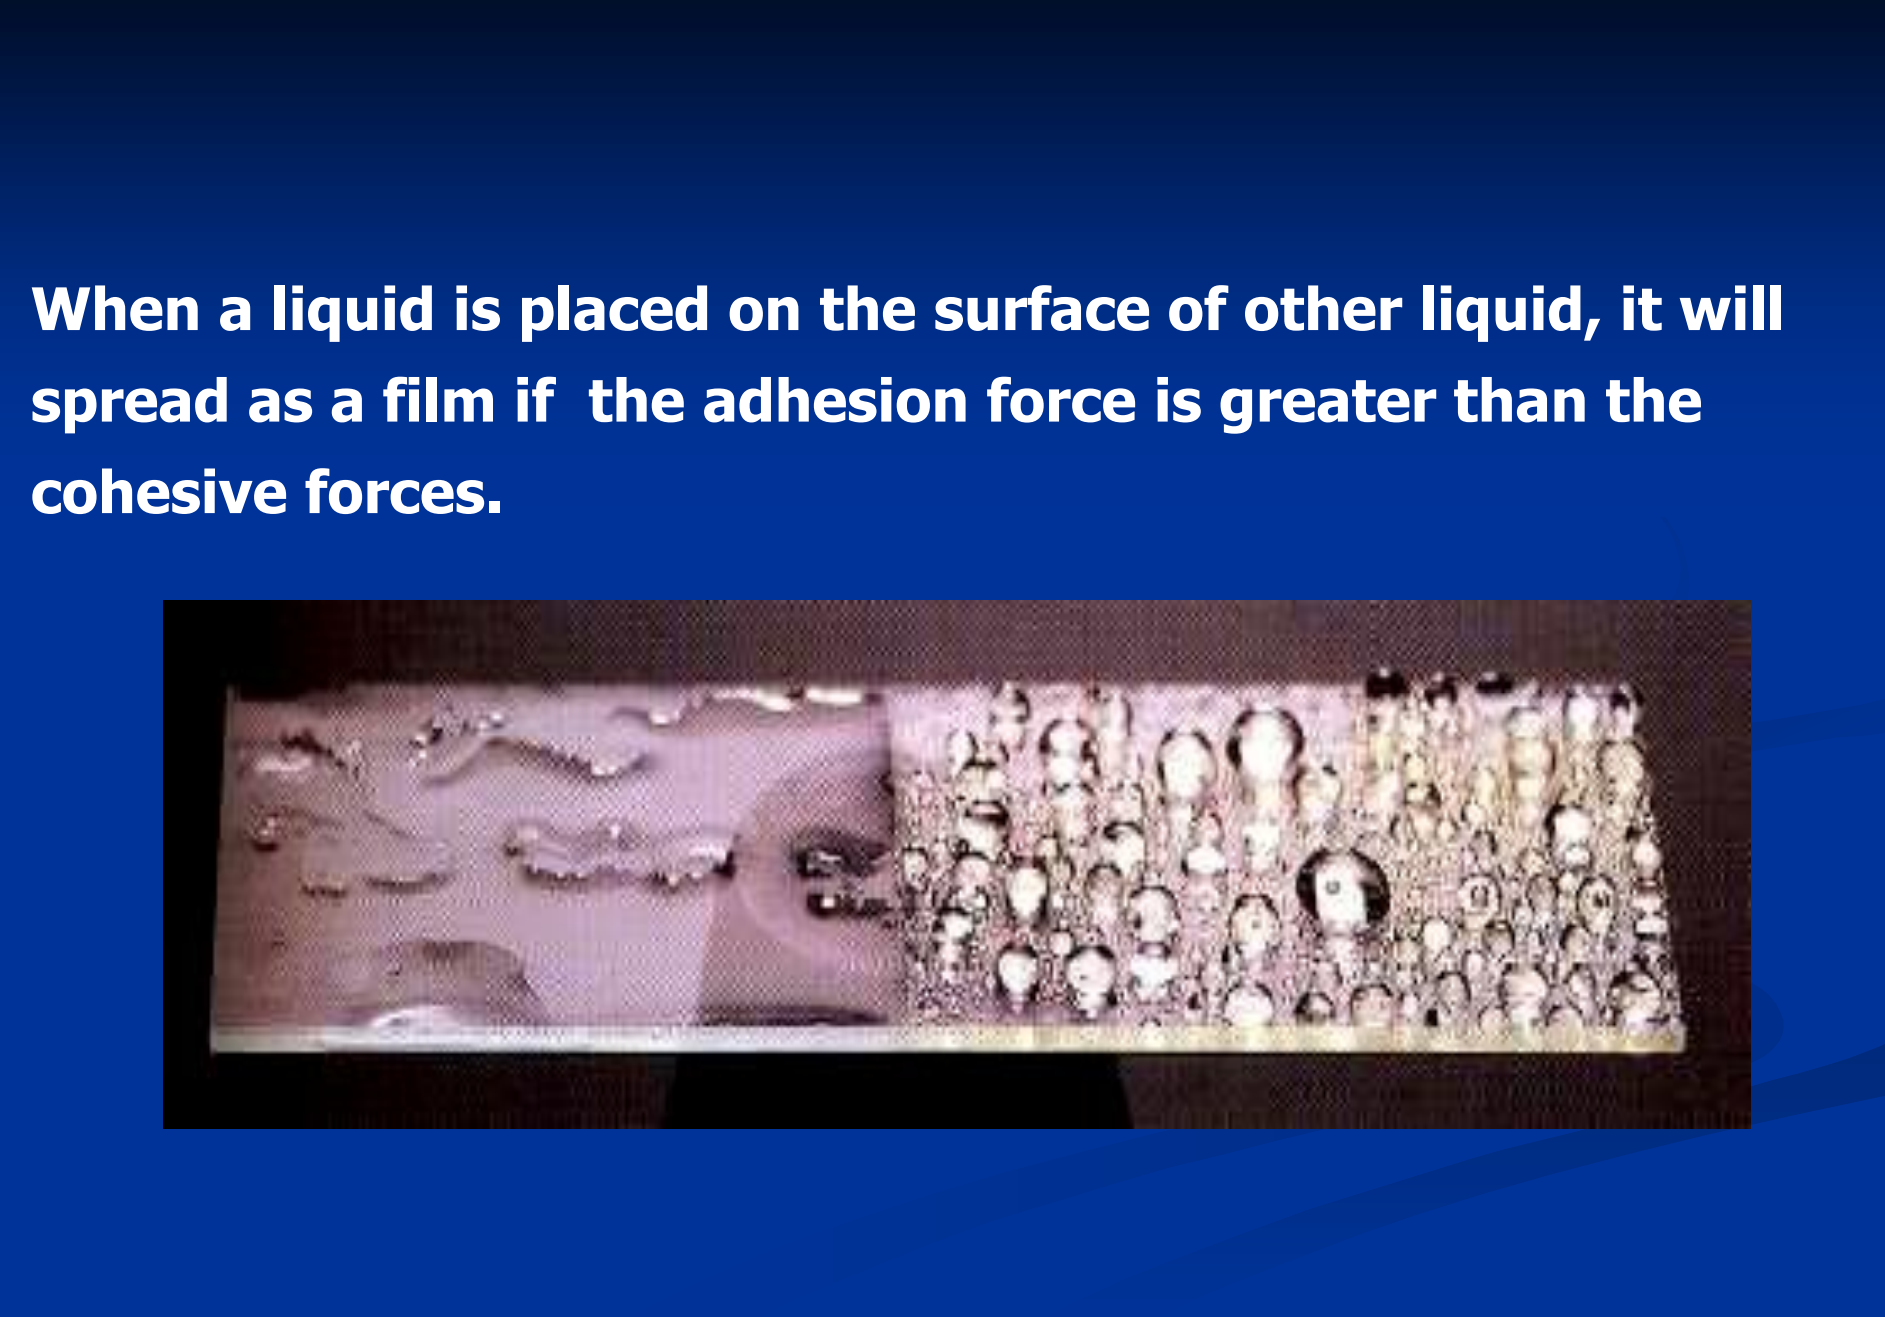 When a liquid is placed on the surface of other liquid, it will
spread as a film if  the adhesion force is greater than the
cohesive forces.